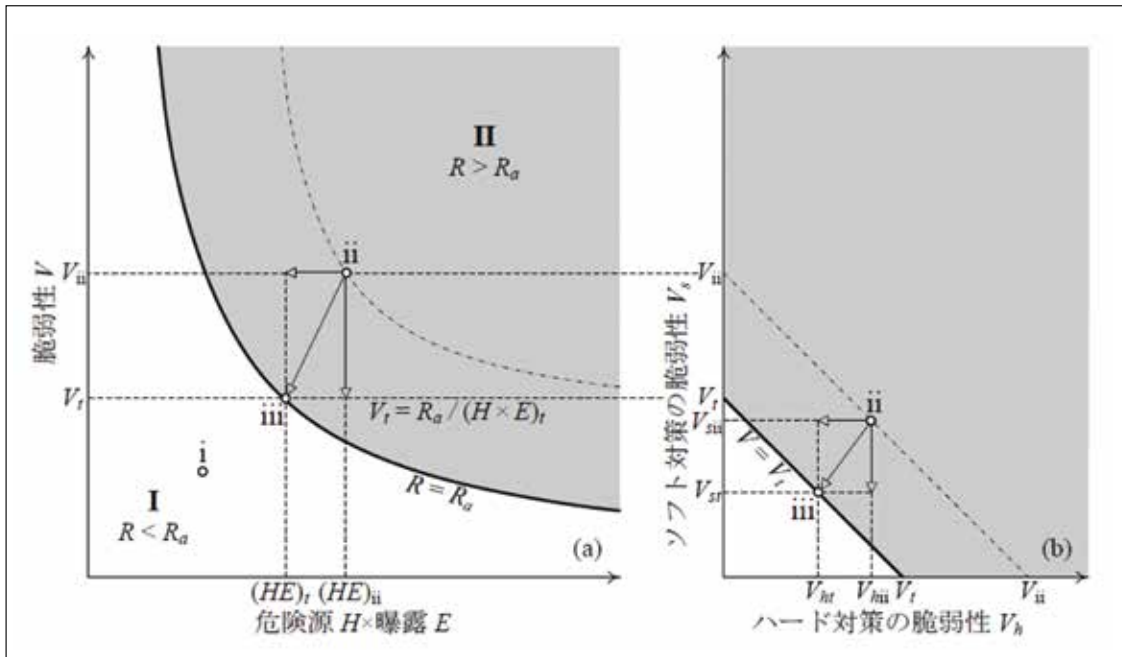 II
R > Rₐ
ii
脆弱性 V
Vᵢᵢ
Vₜ
iii
Vₜ = Rₐ / (H × E)ₜ
i
I
R < Rₐ
R = Rₐ
(a)
(HE)ₜ (HE)ᵢᵢ
危険源 H×曝露 E
ソフト対策の脆弱性 Vₛ
Vᵢᵢ
Vₜ
Vₛᵢᵢ
Vₛₜ
ii
V = Vₜ
iii
(b)
Vₕₜ Vₕᵢᵢ Vₜ Vᵢᵢ
ハード対策の脆弱性 Vₕ